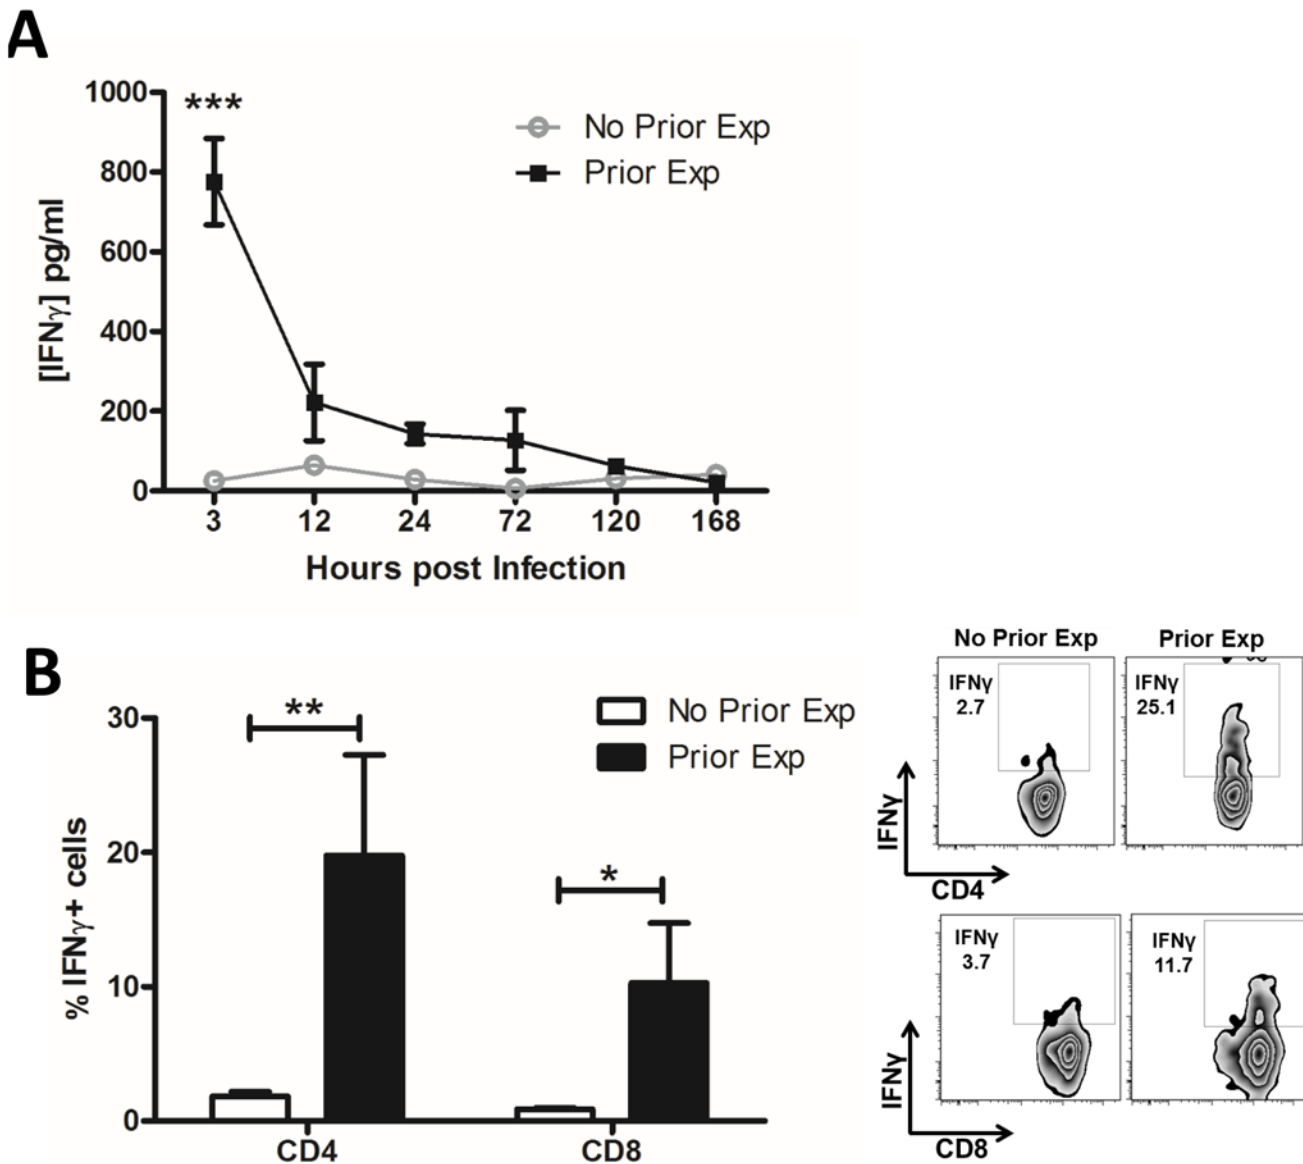 A
1000
800
600
400
200
0
[IFNγ] pg/ml
***
No Prior Exp
Prior Exp
3 12 24 72 120 168
Hours post Infection
B
30
20
10
0
% IFNγ+ cells
**
*
No Prior Exp
Prior Exp
CD4 CD8
No Prior Exp Prior Exp
IFNγ
2.7
IFNγ
25.1
IFNγ
CD4
IFNγ
3.7
IFNγ
11.7
IFNγ
CD8